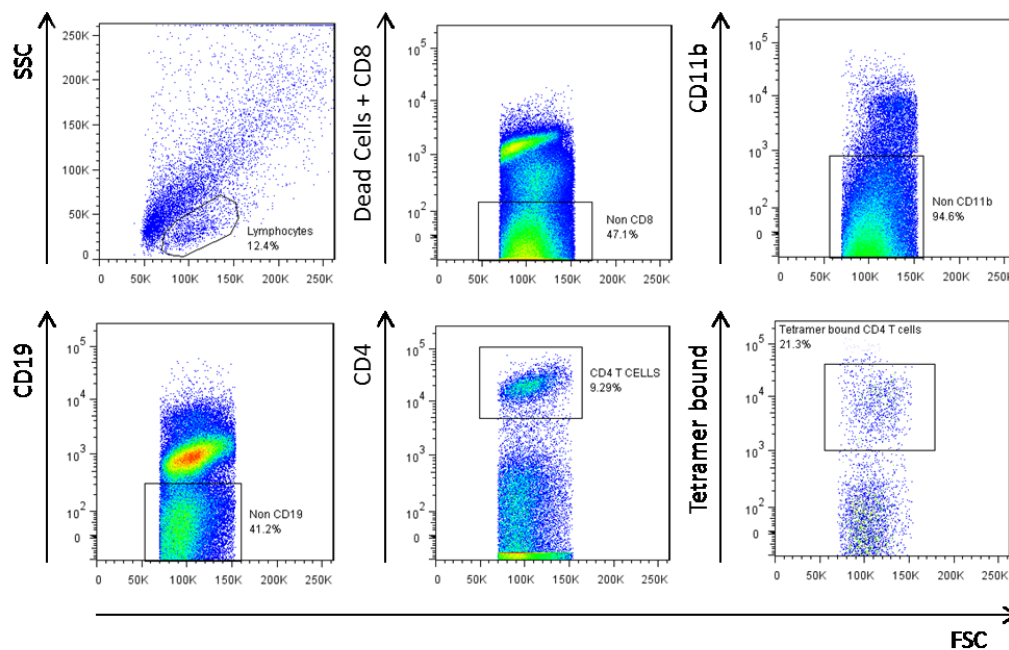 SSC
250K
200K
150K
100K
50K
0
Lymphocytes
12.4%
0 50K 100K 150K 200K 250K
Dead Cells + CD8
10^5
10^4
10^3
10^2
0
Non CD8
47.1%
0 50K 100K 150K 200K 250K
CD11b
10^5
10^4
10^3
10^2
0
Non CD11b
94.6%
0 50K 100K 150K 200K 250K
CD19
10^5
10^4
10^3
10^2
0
Non CD19
41.2%
0 50K 100K 150K 200K 250K
CD4
10^5
10^4
10^3
10^2
0
CD4 T CELLS
9.29%
0 50K 100K 150K 200K 250K
Tetramer bound
10^5
10^4
10^3
10^2
0
Tetramer bound CD4 T cells
21.3%
0 50K 100K 150K 200K 250K
FSC